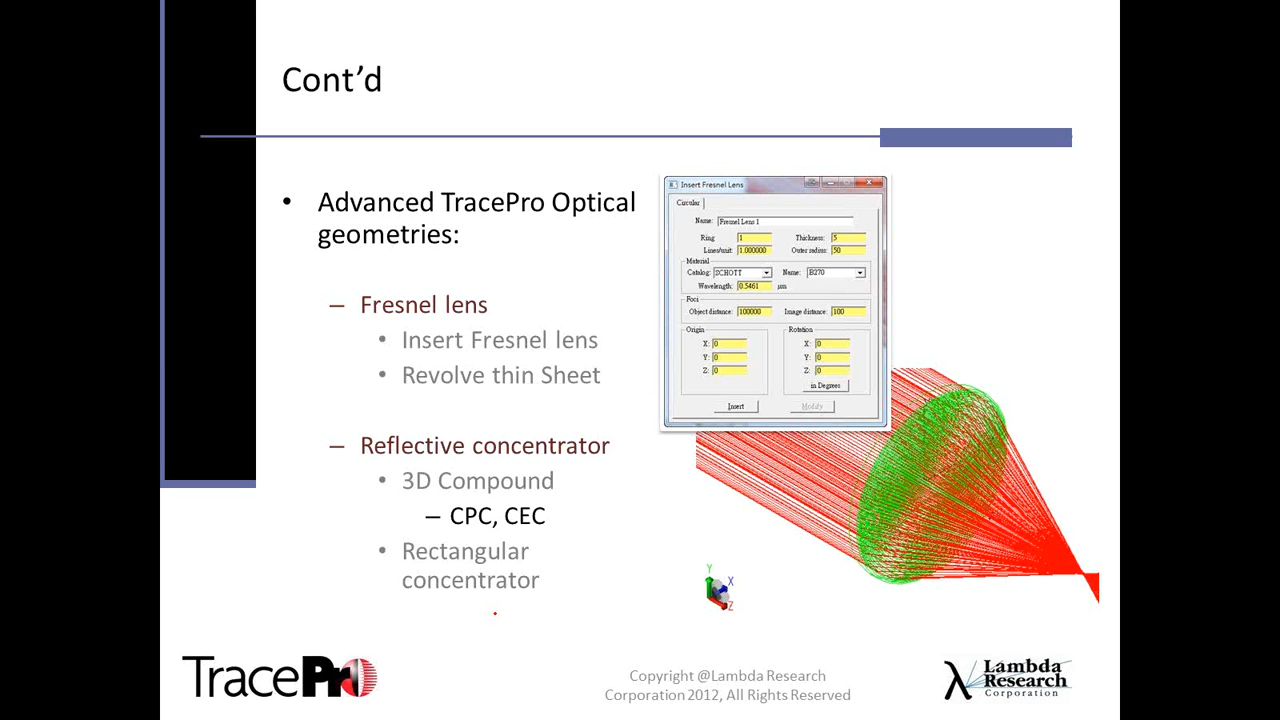 Cont’d
• Advanced TracePro Optical
geometries:
– Fresnel lens
• Insert Fresnel lens
• Revolve thin Sheet
– Reflective concentrator
• 3D Compound
– CPC, CEC
• Rectangular
concentrator
Insert Fresnel Lens
Circular
Name: Fresnel Lens 1
Ring 1 Thickness: 5
Lines/unit: 1.000000 Outer radius: 50
Material
Catalog: SCHOTT Name: B270
Wavelength: 0.5461 µm
Foci
Object distance: 100000 Image distance: 100
Origin Rotation
X: 0 X: 0
Y: 0 Y: 0
Z: 0 Z: 0
in Degrees
Insert Modify
Y
X
Z
TracePro
Copyright @Lambda Research
Corporation 2012, All Rights Reserved
λ Lambda
Research
Corporation